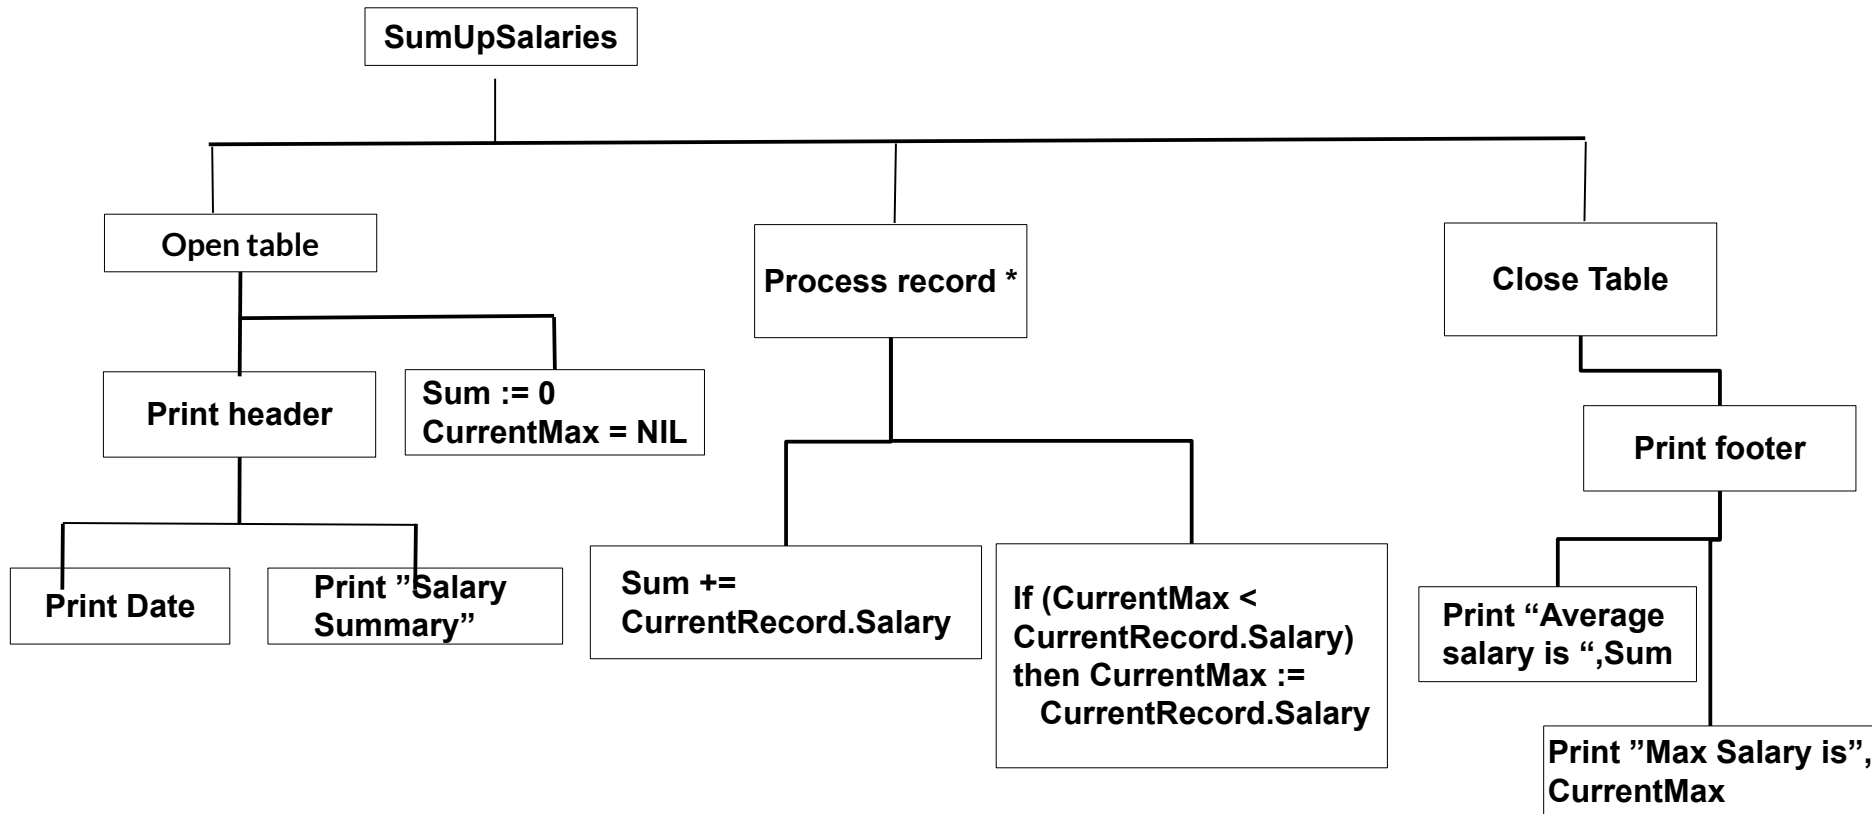 SumUpSalaries
Open table
Process record *
Close Table
Print header
Sum := 0
CurrentMax = NIL
Print footer
Print Date
Print ”Salary
Summary”
Sum +=
CurrentRecord.Salary
If (CurrentMax <
CurrentRecord.Salary)
then CurrentMax :=
CurrentRecord.Salary
Print “Average
salary is “,Sum
Print ”Max Salary is”,
CurrentMax